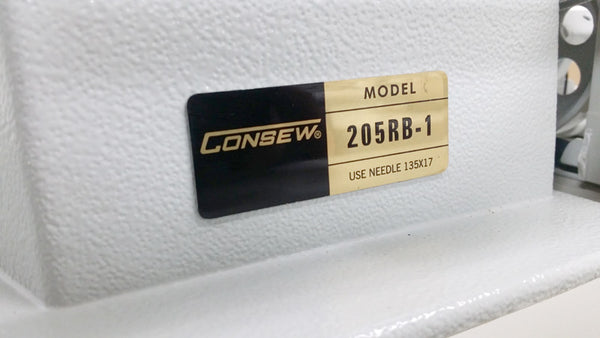 CONSEW®
MODEL
205RB-1
USE NEEDLE 135X17